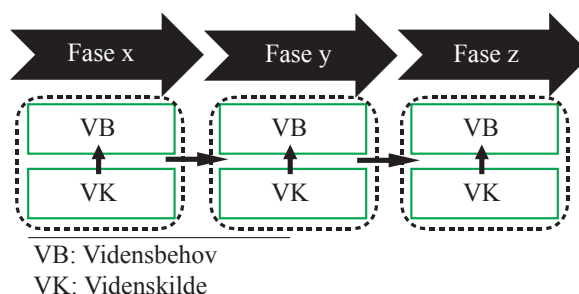 Fase x Fase y Fase z
VB VB VB
VK VK VK
VB: Vidensbehov
VK: Videnskilde